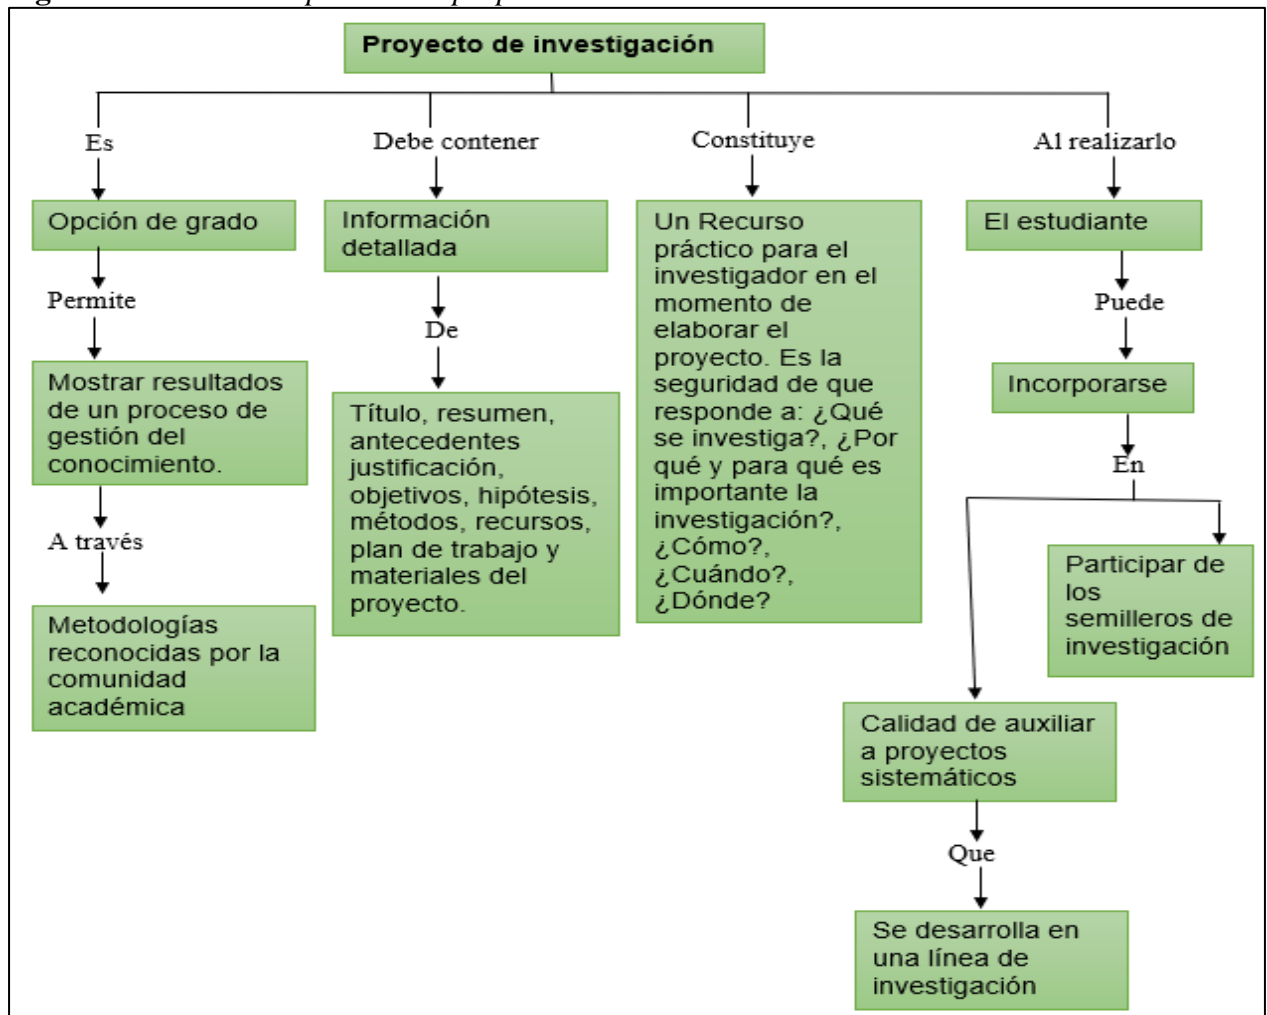 Proyecto de investigación
Es
Debe contener
Constituye
Al realizarlo
Opción de grado
Permite
Mostrar resultados
de un proceso de
gestión del
conocimiento.
A través
Metodologías
reconocidas por la
comunidad
académica
Información
detallada
De
Título, resumen,
antecedentes
justificación,
objetivos, hipótesis,
métodos, recursos,
plan de trabajo y
materiales del
proyecto.
Un Recurso
práctico para el
investigador en el
momento de
elaborar el
proyecto. Es la
seguridad de que
responde a: ¿Qué
se investiga?, ¿Por
qué y para qué es
importante la
investigación?,
¿Cómo?,
¿Cuándo?,
¿Dónde?
El estudiante
Puede
Incorporarse
En
Participar de
los
semilleros de
investigación
Calidad de auxiliar
a proyectos
sistemáticos
Que
Se desarrolla en
una línea de
investigación